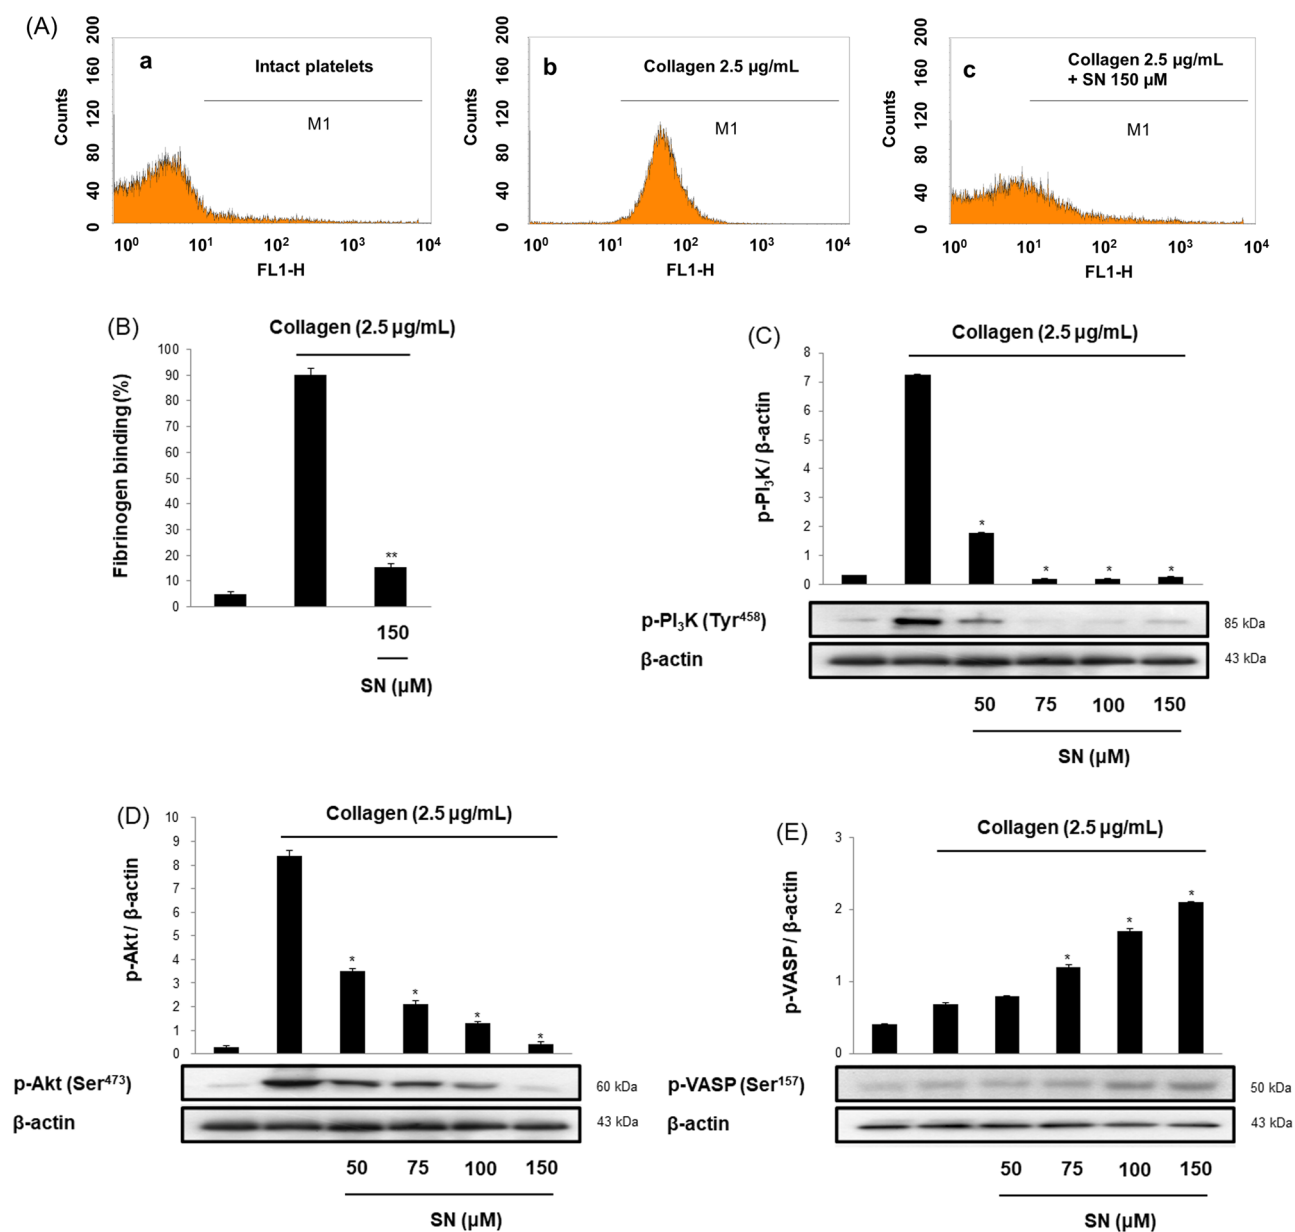 (A)
a
Intact platelets
M1
Counts
200
160
120
80
40
0
10⁰ 10¹ 10² 10³ 10⁴
FL1-H
b
Collagen 2.5 µg/mL
M1
Counts
200
160
120
80
40
0
10⁰ 10¹ 10² 10³ 10⁴
FL1-H
c
Collagen 2.5 µg/mL
+ SN 150 µM
M1
Counts
200
160
120
80
40
0
10⁰ 10¹ 10² 10³ 10⁴
FL1-H
(B)
Collagen (2.5 µg/mL)
Fibrinogen binding (%)
100
90
80
70
60
50
40
30
20
10
0
**
150
SN (µM)
(C)
Collagen (2.5 µg/mL)
p-PI₃K / β-actin
8
7
6
5
4
3
2
1
0
* * * *
p-PI₃K (Tyr⁴⁵⁸)
85 kDa
β-actin
43 kDa
50 75 100 150
SN (µM)
(D)
Collagen (2.5 µg/mL)
p-Akt / β-actin
10
9
8
7
6
5
4
3
2
1
0
* * * *
p-Akt (Ser⁴⁷³)
60 kDa
β-actin
43 kDa
50 75 100 150
SN (µM)
(E)
Collagen (2.5 µg/mL)
p-VASP / β-actin
3
2
1
0
* * *
p-VASP (Ser¹⁵⁷)
50 kDa
β-actin
43 kDa
50 75 100 150
SN (µM)